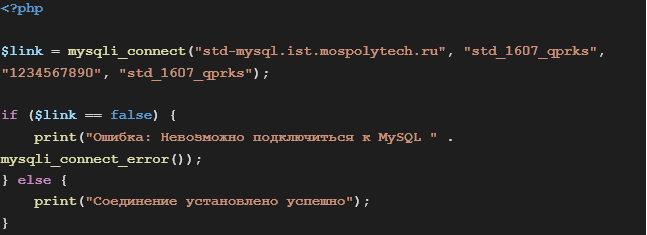 <?php
$link = mysqli_connect("std-mysql.ist.mospolytech.ru", "std_1607_qprks",
"1234567890", "std_1607_qprks");
if ($link == false) {
    print("Ошибка: Невозможно подключиться к MySQL " .
mysqli_connect_error());
} else {
    print("Соединение установлено успешно");
}